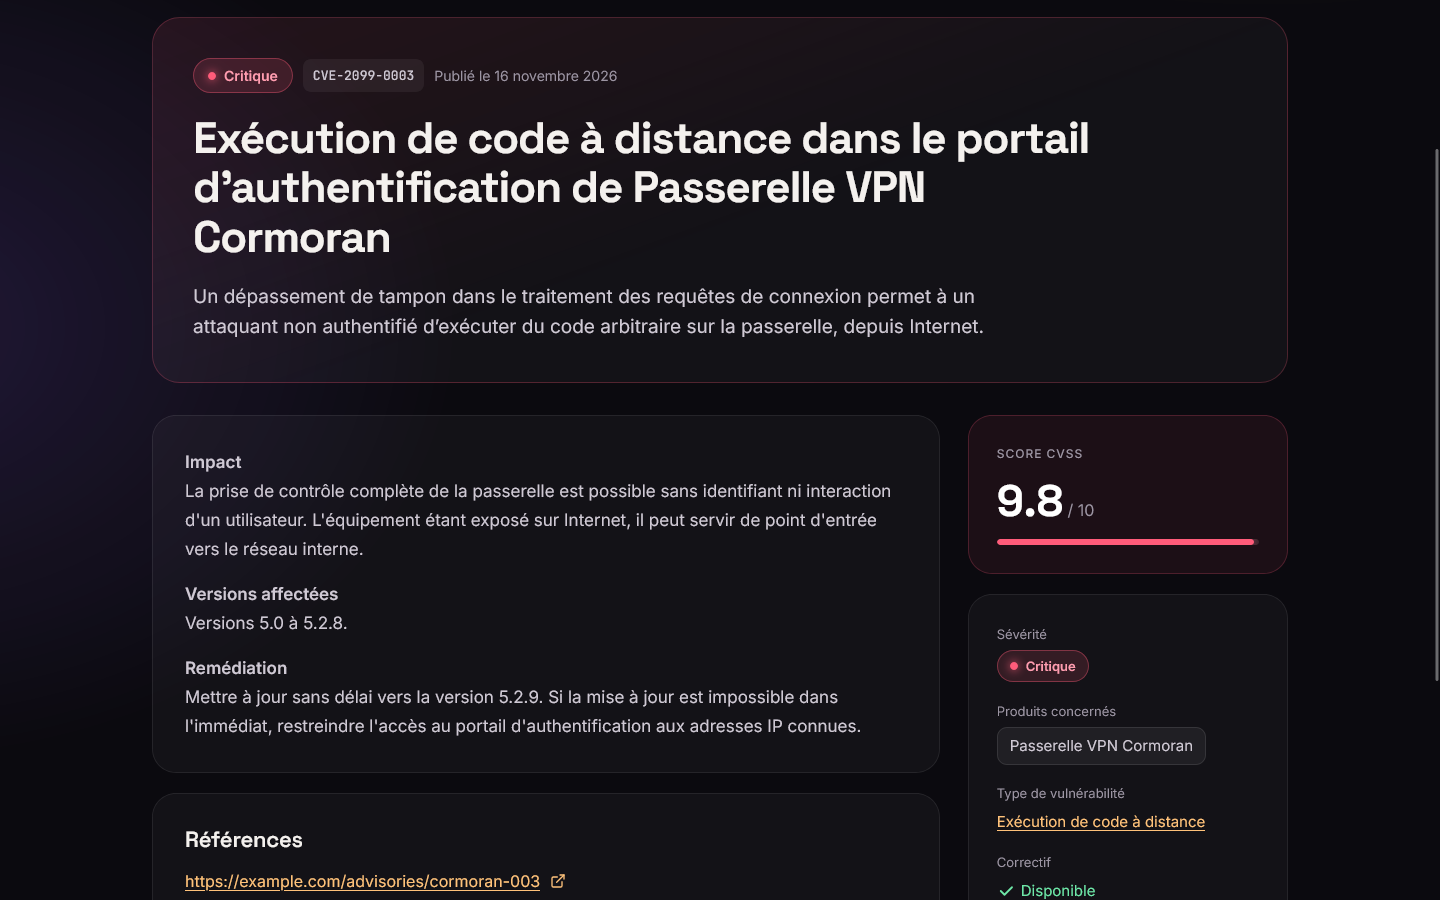 Critique
CVE-2099-0003
Publié le 16 novembre 2026
Exécution de code à distance dans le portail
d’authentification de Passerelle VPN
Cormoran
Un dépassement de tampon dans le traitement des requêtes de connexion permet à un
attaquant non authentifié d’exécuter du code arbitraire sur la passerelle, depuis Internet.
Impact
La prise de contrôle complète de la passerelle est possible sans identifiant ni interaction
d'un utilisateur. L'équipement étant exposé sur Internet, il peut servir de point d'entrée
vers le réseau interne.
Versions affectées
Versions 5.0 à 5.2.8.
Remédiation
Mettre à jour sans délai vers la version 5.2.9. Si la mise à jour est impossible dans
l'immédiat, restreindre l'accès au portail d'authentification aux adresses IP connues.
Références
https://example.com/advisories/cormoran-003
SCORE CVSS
9.8 / 10
Sévérité
Critique
Produits concernés
Passerelle VPN Cormoran
Type de vulnérabilité
Exécution de code à distance
Correctif
Disponible